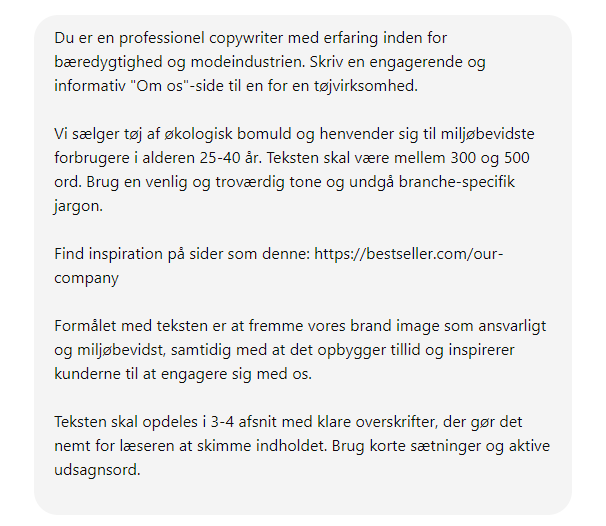 Du er en professionel copywriter med erfaring inden for
bæredygtighed og modeindustrien. Skriv en engagerende og
informativ "Om os"-side til en for en tøjvirksomhed.
Vi sælger tøj af økologisk bomuld og henvender sig til miljøbevidste
forbrugere i alderen 25-40 år. Teksten skal være mellem 300 og 500
ord. Brug en venlig og troværdig tone og undgå branche-specifik
jargon.
Find inspiration på sider som denne: https://bestseller.com/our-
company
Formålet med teksten er at fremme vores brand image som ansvarligt
og miljøbevidst, samtidig med at det opbygger tillid og inspirerer
kunderne til at engagere sig med os.
Teksten skal opdeles i 3-4 afsnit med klare overskrifter, der gør det
nemt for læseren at skimme indholdet. Brug korte sætninger og aktive
udsagnsord.